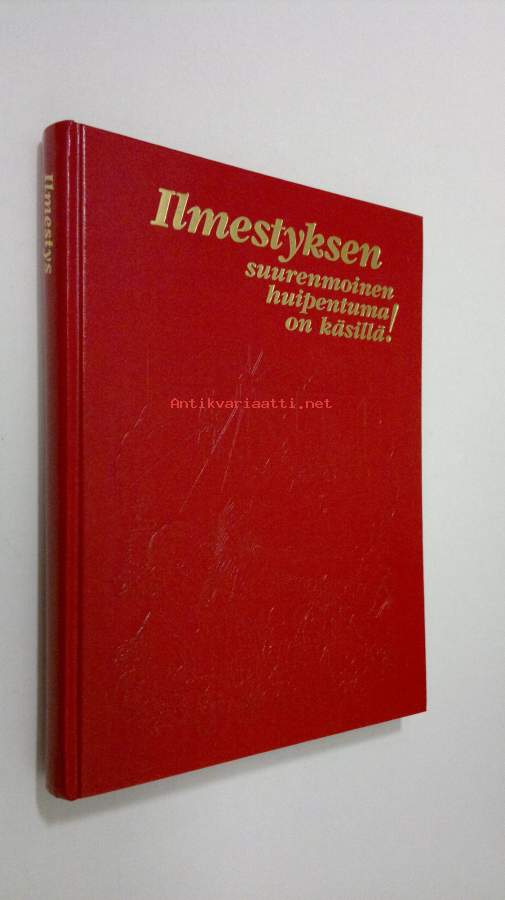 Ilmestys
Ilmestyksen
suurenmoinen
huipentuma
on käsillä!
Antikvariaatti.net